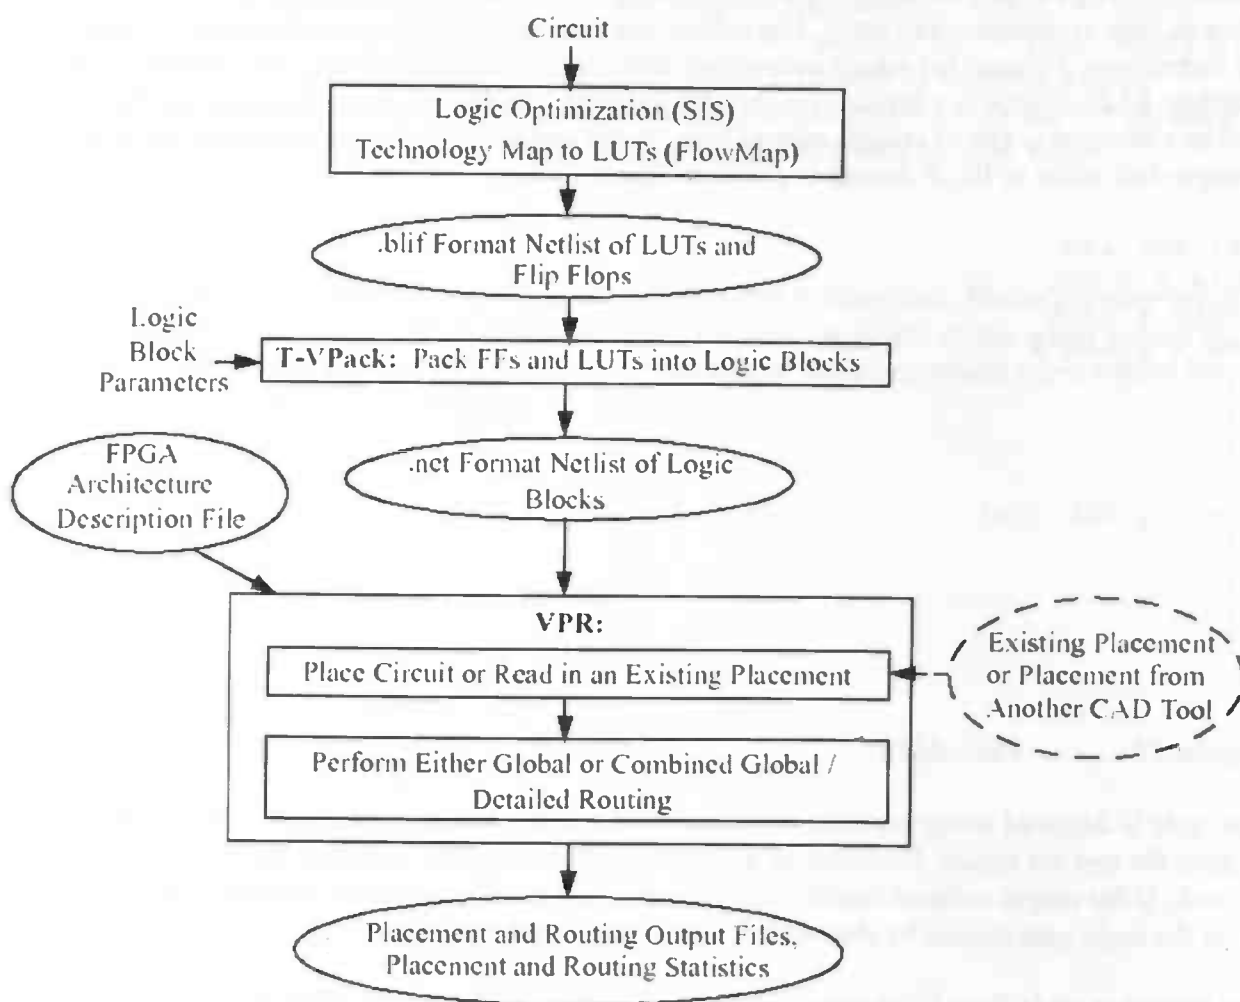 Circuit
Logic Optimization (SIS)
Technology Map to LUTs (FlowMap)
.blif Format Netlist of LUTs and
Flip Flops
Logic
Block
Parameters
T-VPack: Pack FFs and LUTs into Logic Blocks
FPGA
Architecture
Description File
.net Format Netlist of Logic
Blocks
VPR:
Place Circuit or Read in an Existing Placement
Existing Placement
or Placement from
Another CAD Tool
Perform Either Global or Combined Global /
Detailed Routing
Placement and Routing Output Files,
Placement and Routing Statistics